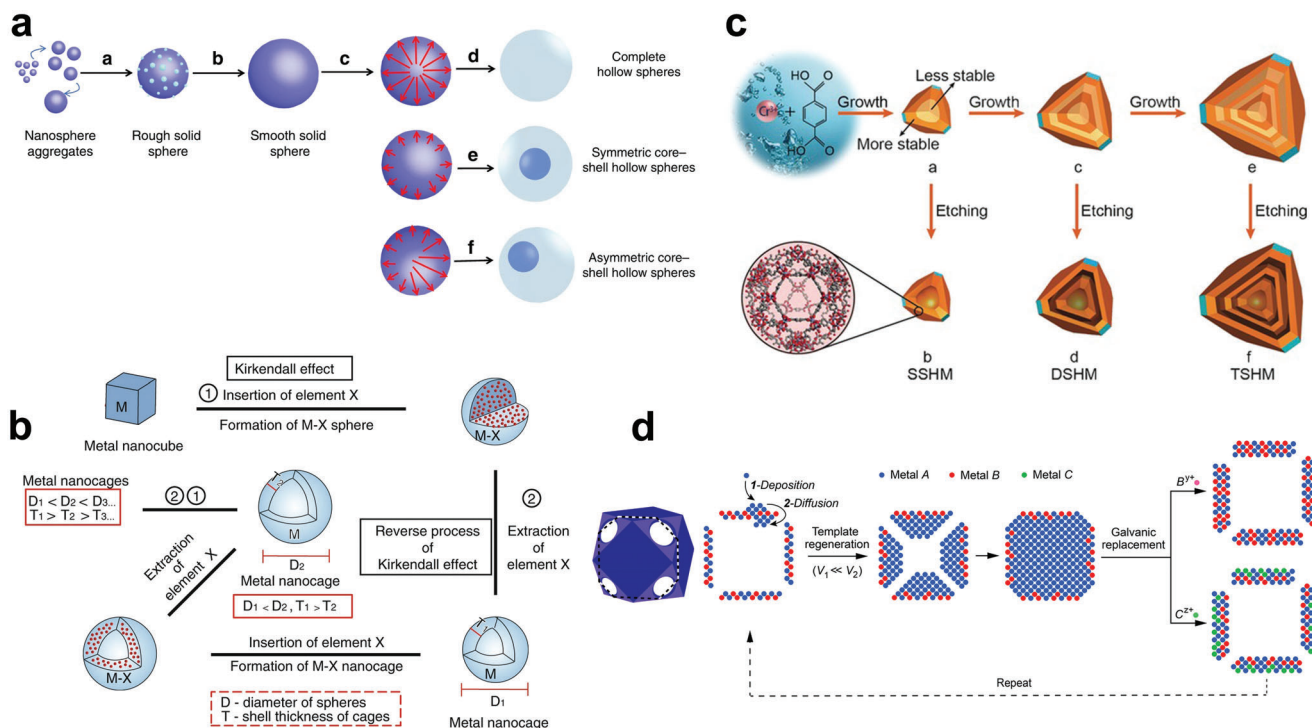 a
a
b
c
d
Complete
hollow spheres
Nanosphere
aggregates
Rough solid
sphere
Smooth solid
sphere
e
Symmetric core–
shell hollow spheres
f
Asymmetric core–
shell hollow spheres
c
HO
O
Cr3+
+
HO
O
Growth
Less stable
More stable
a
Growth
c
Growth
e
Etching
Etching
Etching
b
SSHM
d
DSHM
f
TSHM
b
Kirkendall effect
1 Insertion of element X
Formation of M-X sphere
M
Metal nanocube
M-X
Metal nanocages
D1 < D2 < D3...
T1 > T2 > T3...
2 1
T2
M
D2
Metal nanocage
D1 < D2, T1 > T2
Reverse process
of
Kirkendall effect
2
Extraction
of
element X
Extraction of
element X
M-X
Insertion of element X
Formation of M-X nanocage
D - diameter of spheres
T - shell thickness of cages
M
D1
Metal nanocage
d
Metal A
Metal B
Metal C
1-Deposition
2-Diffusion
Template
regeneration
(V1 ≪ V2)
Galvanic
replacement
By+
Cz+
Repeat